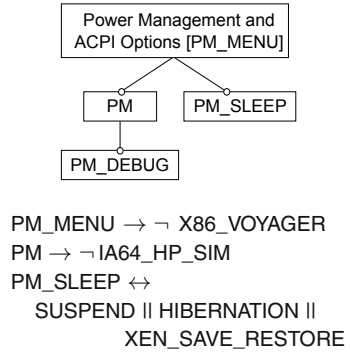 Power Management and
ACPI Options [PM_MENU]
PM
PM_SLEEP
PM_DEBUG
PM_MENU → ¬ X86_VOYAGER
PM → ¬ IA64_HP_SIM
PM_SLEEP ↔
SUSPEND || HIBERNATION ||
XEN_SAVE_RESTORE